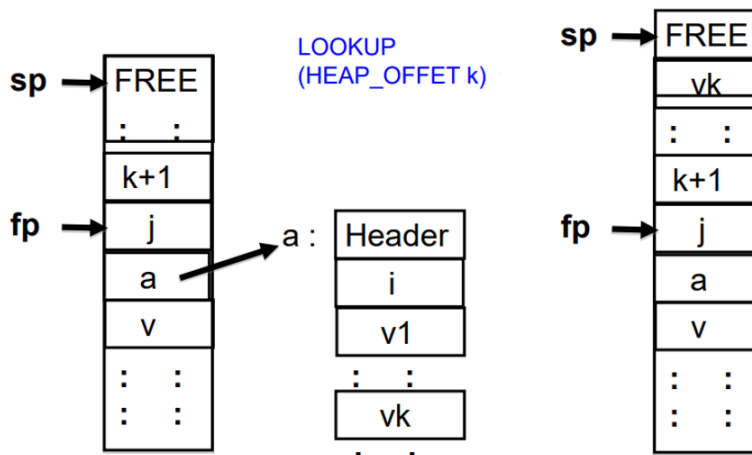 sp
FREE
: :
k+1
fp
j
a
v
: :
: :
LOOKUP
(HEAP_OFFET k)
a :
Header
i
v1
: :
vk
: :
sp
FREE
vk
: :
k+1
fp
j
a
v
: :
: :